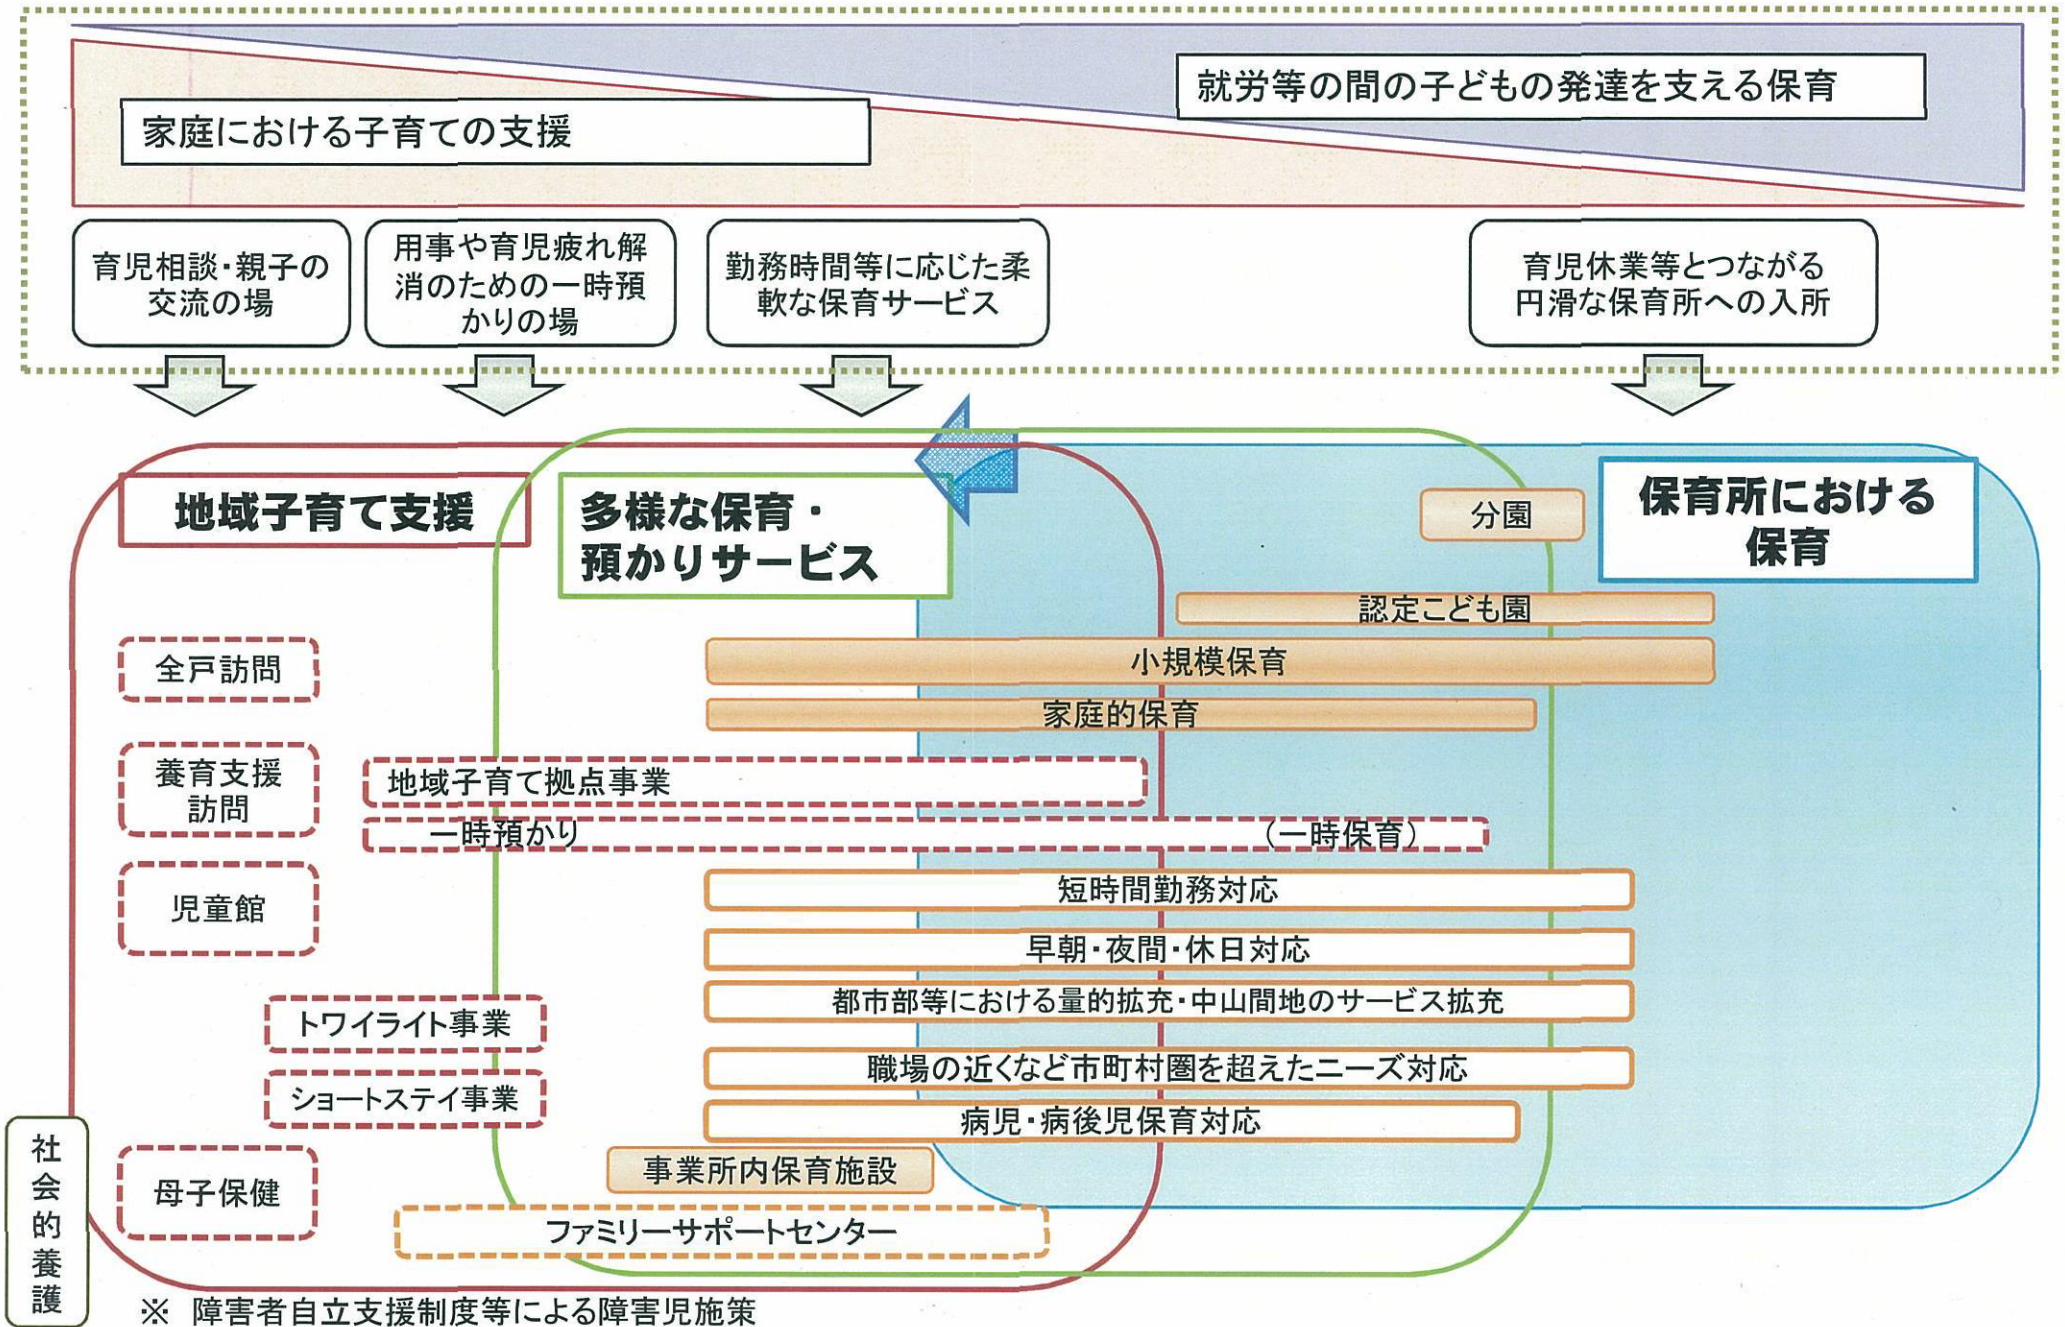 就労等の間の子どもの発達を支える保育
家庭における子育ての支援
育児相談・親子の
交流の場
用事や育児疲れ解
消のための一時預
かりの場
勤務時間等に応じた柔
軟な保育サービス
育児休業等とつながる
円滑な保育所への入所
地域子育て支援
多様な保育・
預かりサービス
分園
保育所における
保育
認定こども園
全戸訪問
小規模保育
家庭的保育
養育支援
訪問
地域子育て拠点事業
一時預かり (一時保育)
児童館
短時間勤務対応
早朝・夜間・休日対応
都市部等における量的拡充・中山間地のサービス拡充
トワイライト事業
職場の近くなど市町村圏を超えたニーズ対応
ショートステイ事業
病児・病後児保育対応
社会的養護
母子保健
事業所内保育施設
ファミリーサポートセンター
※ 障害者自立支援制度等による障害児施策